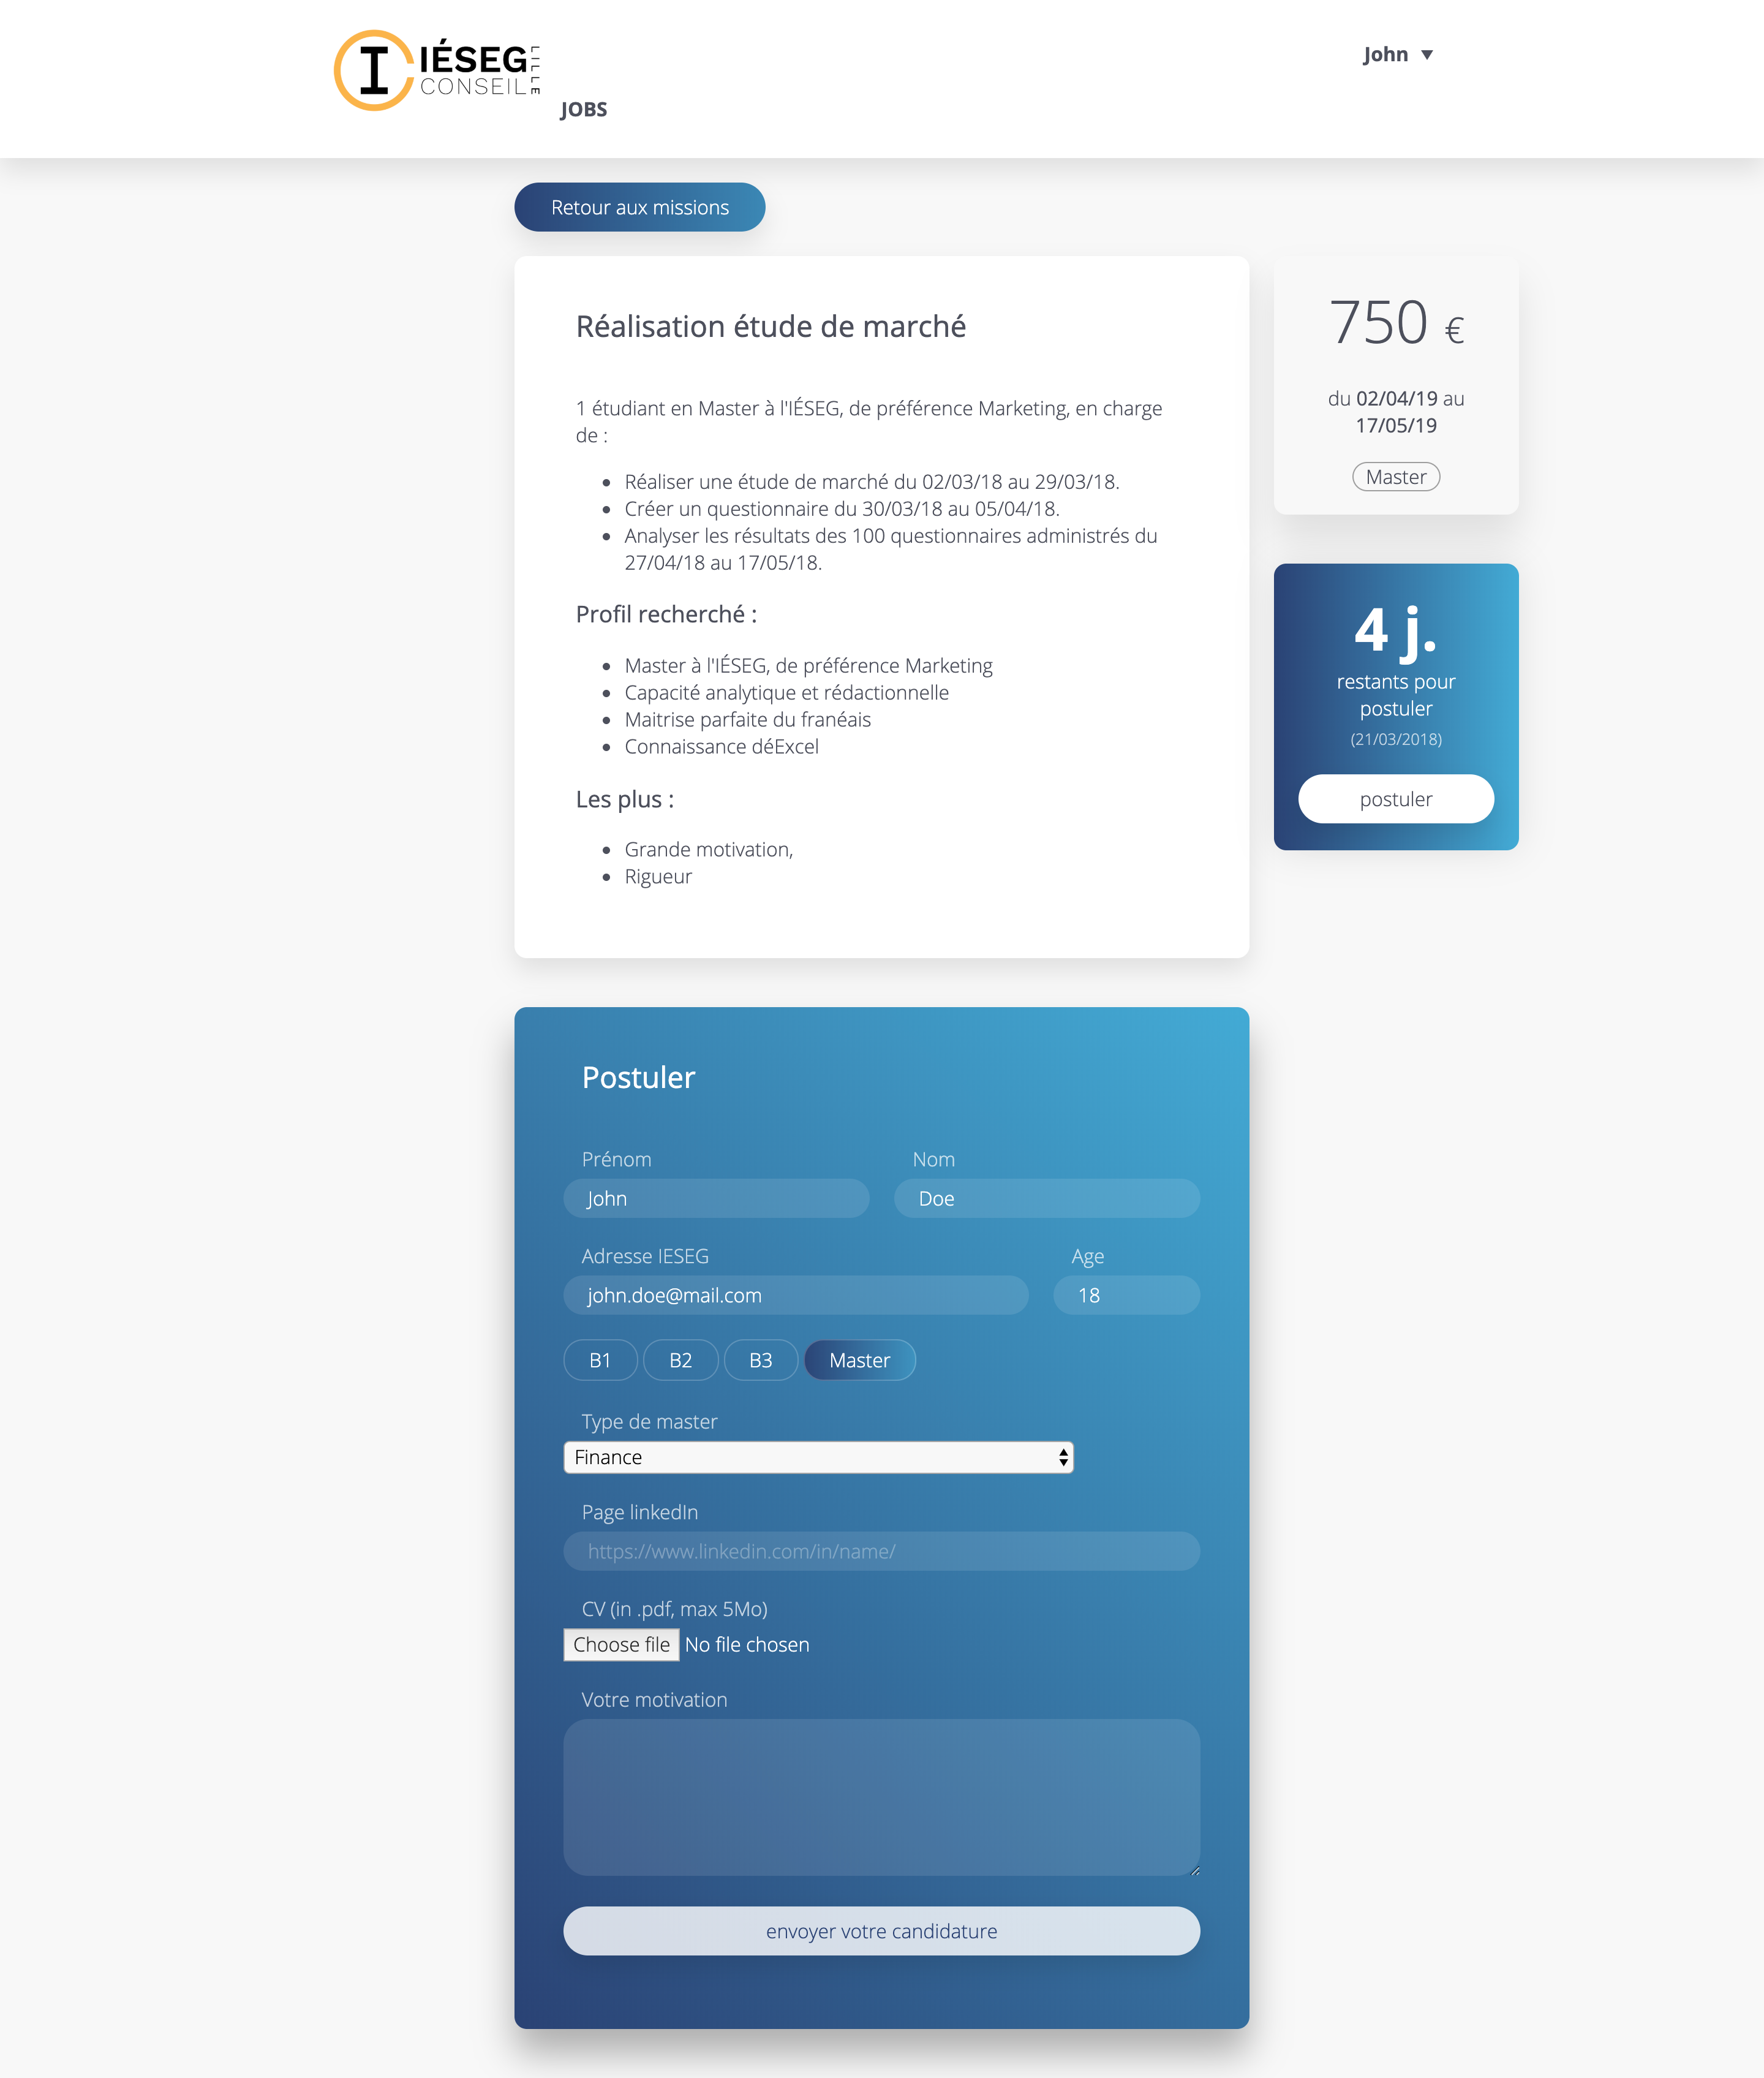 I IÉSEG
CONSEIL
LILLE
JOBS
John
Retour aux missions
Réalisation étude de marché
1 étudiant en Master à l'IÉSEG, de préférence Marketing, en charge
de :
Réaliser une étude de marché du 02/03/18 au 29/03/18.
Créer un questionnaire du 30/03/18 au 05/04/18.
Analyser les résultats des 100 questionnaires administrés du
27/04/18 au 17/05/18.
Profil recherché :
Master à l'IÉSEG, de préférence Marketing
Capacité analytique et rédactionnelle
Maitrise parfaite du franéais
Connaissance déExcel
Les plus :
Grande motivation,
Rigueur
750 €
du 02/04/19 au
17/05/19
Master
4 j.
restants pour
postuler
(21/03/2018)
postuler
Postuler
Prénom
Nom
John
Doe
Adresse IESEG
Age
john.doe@mail.com
18
B1 B2 B3 Master
Type de master
Finance
Page linkedIn
https://www.linkedin.com/in/name/
CV (in .pdf, max 5Mo)
Choose file No file chosen
Votre motivation
envoyer votre candidature